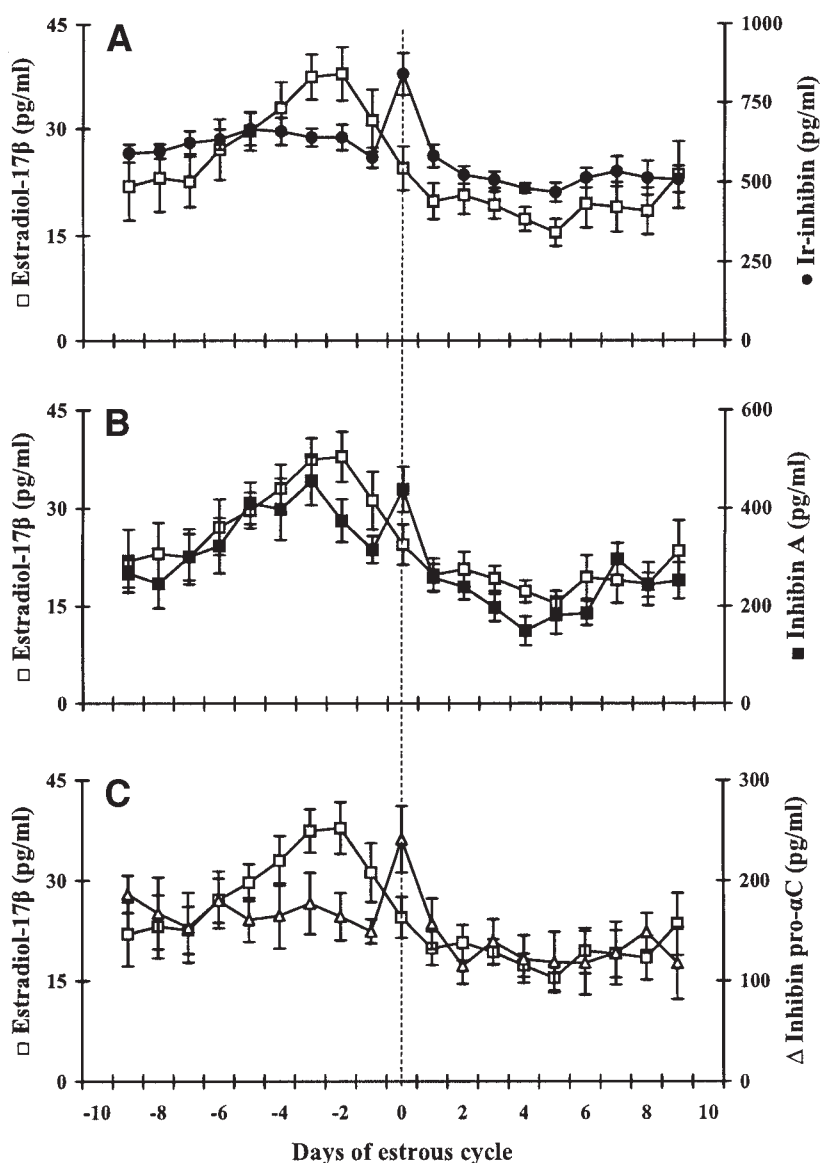 A
45
30
15
0
□ Estradiol-17β (pg/ml)
1000
750
500
250
0
● Ir-inhibin (pg/ml)
B
45
30
15
0
□ Estradiol-17β (pg/ml)
600
400
200
0
■ Inhibin A (pg/ml)
C
45
30
15
0
□ Estradiol-17β (pg/ml)
300
200
100
0
△ Inhibin pro-αC (pg/ml)
-10 -8 -6 -4 -2 0 2 4 6 8 10
Days of estrous cycle